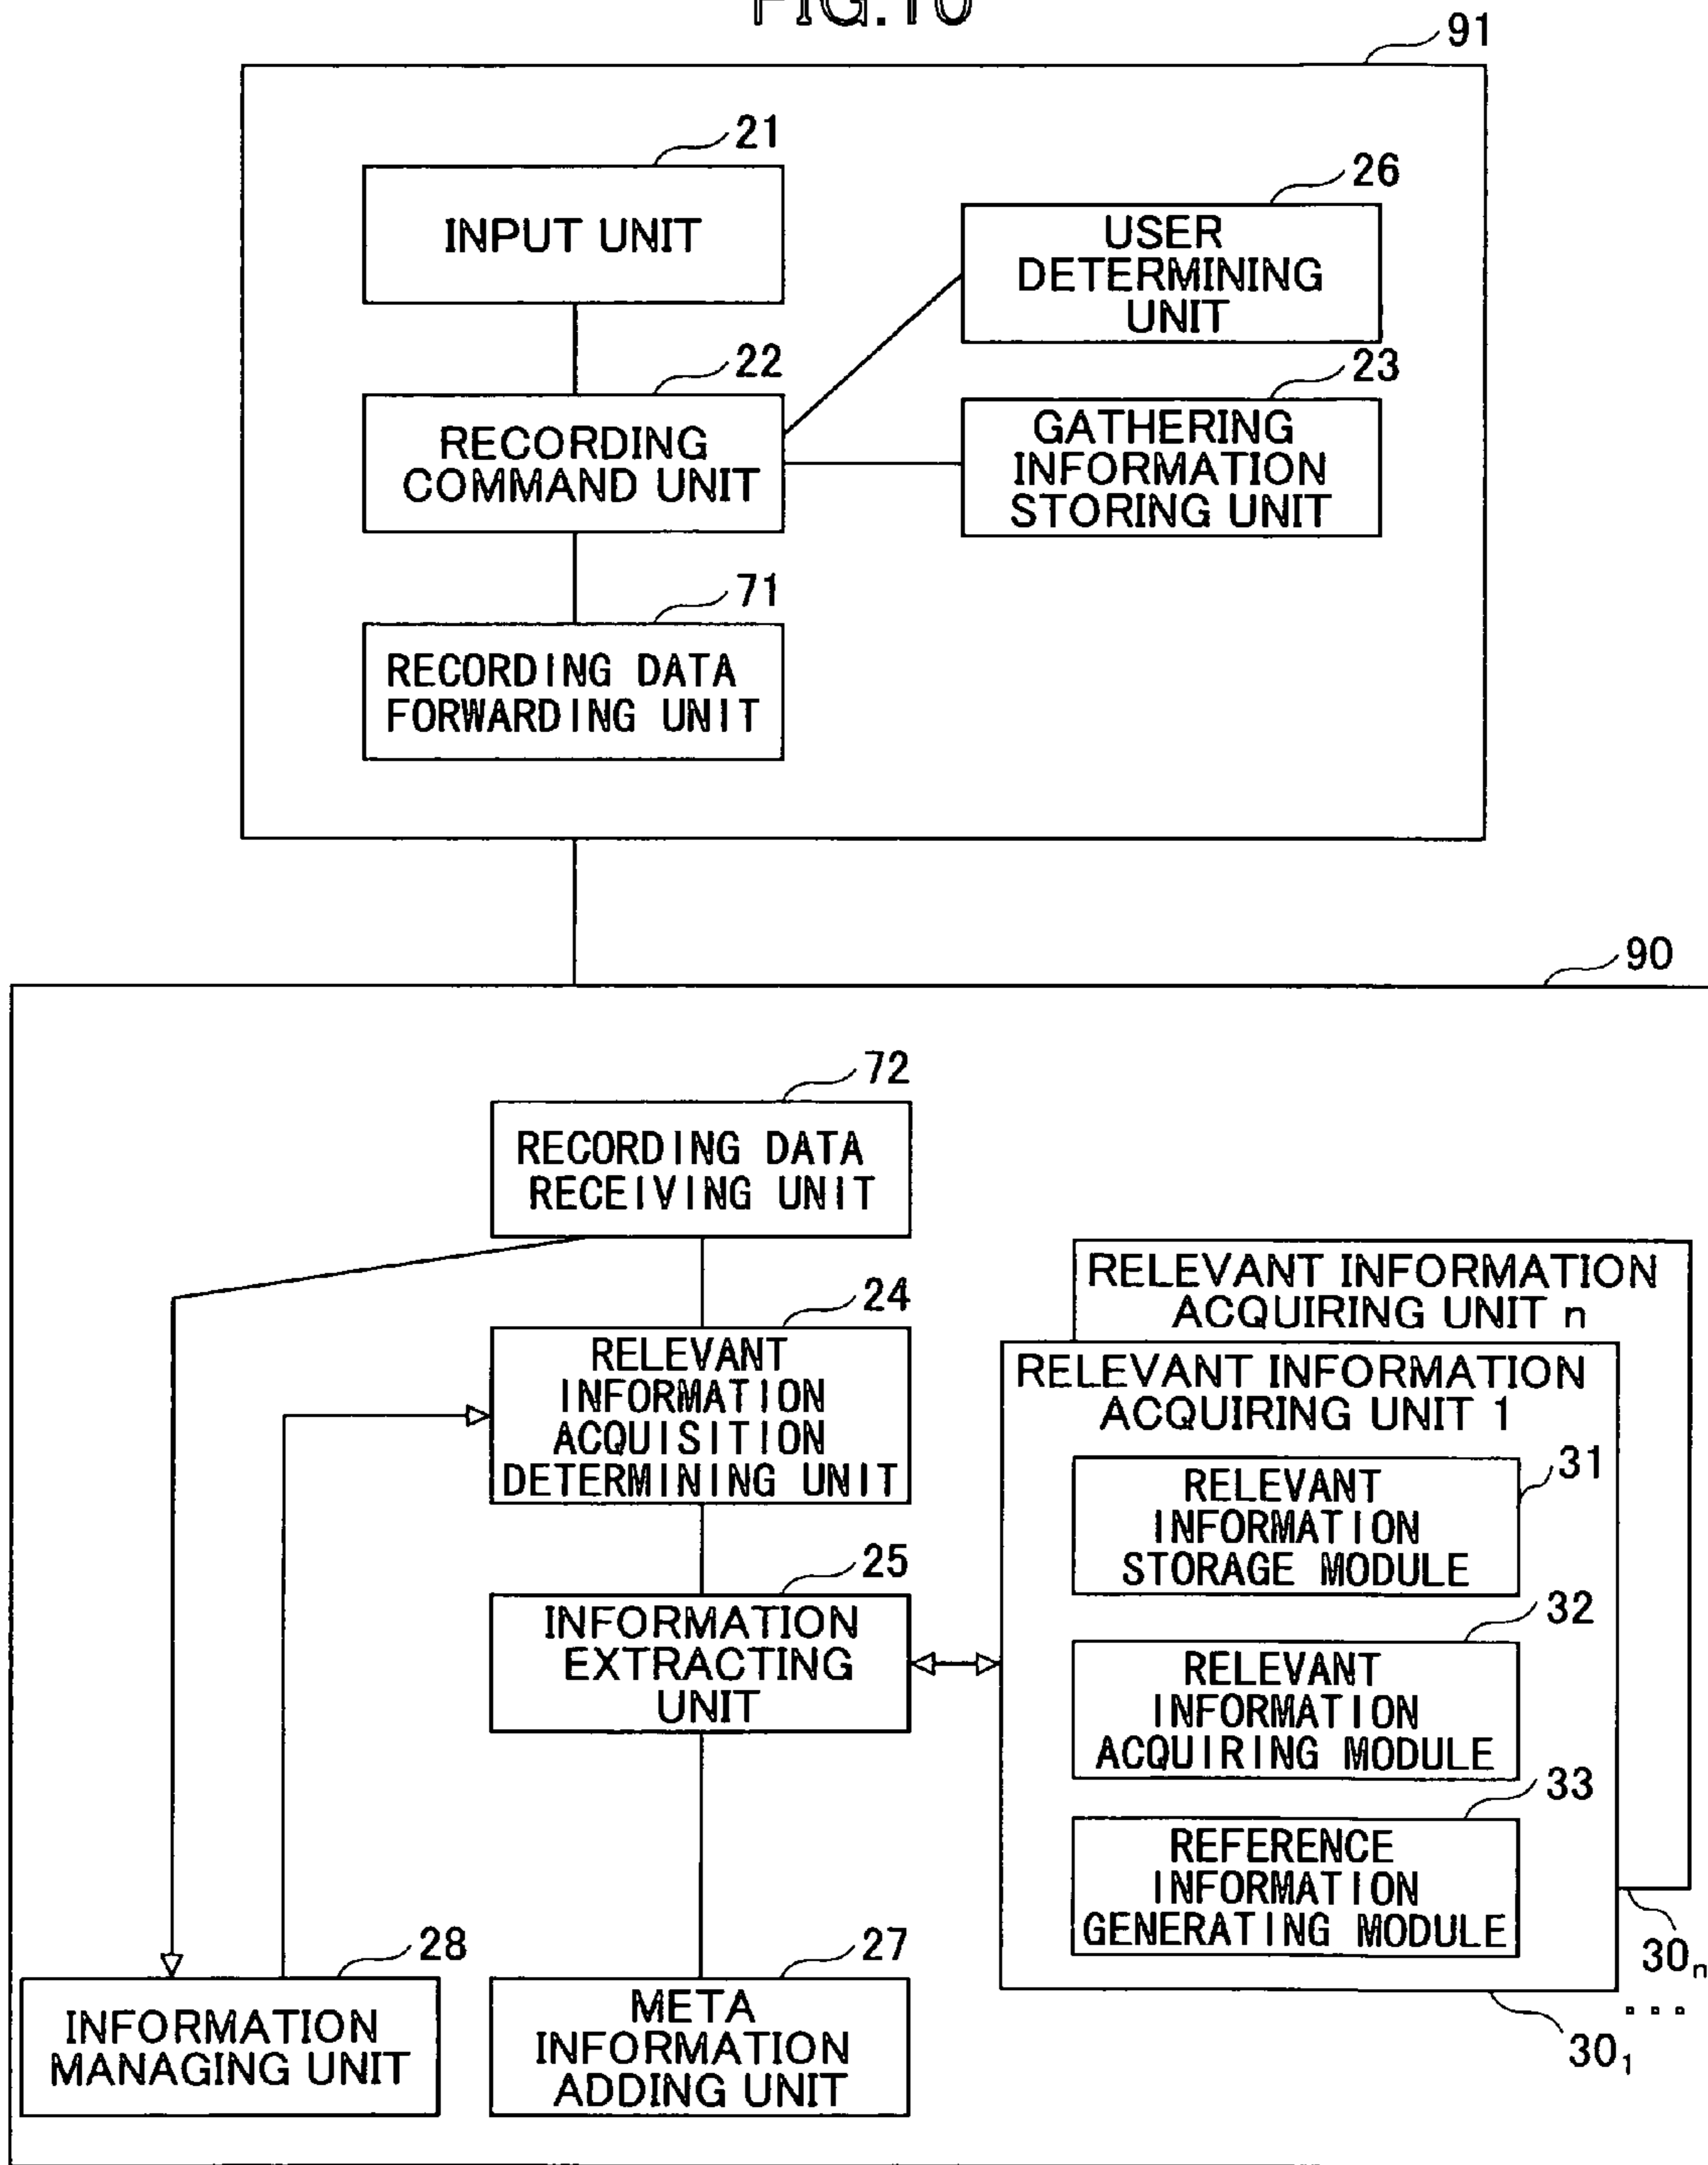 FIG.10
91
21
INPUT UNIT
26
USER
DETERMINING
UNIT
22
RECORDING
COMMAND UNIT
23
GATHERING
INFORMATION
STORING UNIT
71
RECORDING DATA
FORWARDING UNIT
90
72
RECORDING DATA
RECEIVING UNIT
24
RELEVANT
INFORMATION
ACQUISITION
DETERMINING UNIT
RELEVANT INFORMATION
ACQUIRING UNIT n
RELEVANT INFORMATION
ACQUIRING UNIT 1
31
RELEVANT
INFORMATION
STORAGE MODULE
25
INFORMATION
EXTRACTING
UNIT
32
RELEVANT
INFORMATION
ACQUIRING MODULE
33
REFERENCE
INFORMATION
GENERATING MODULE
30n
...
301
28
INFORMATION
MANAGING UNIT
27
META
INFORMATION
ADDING UNIT